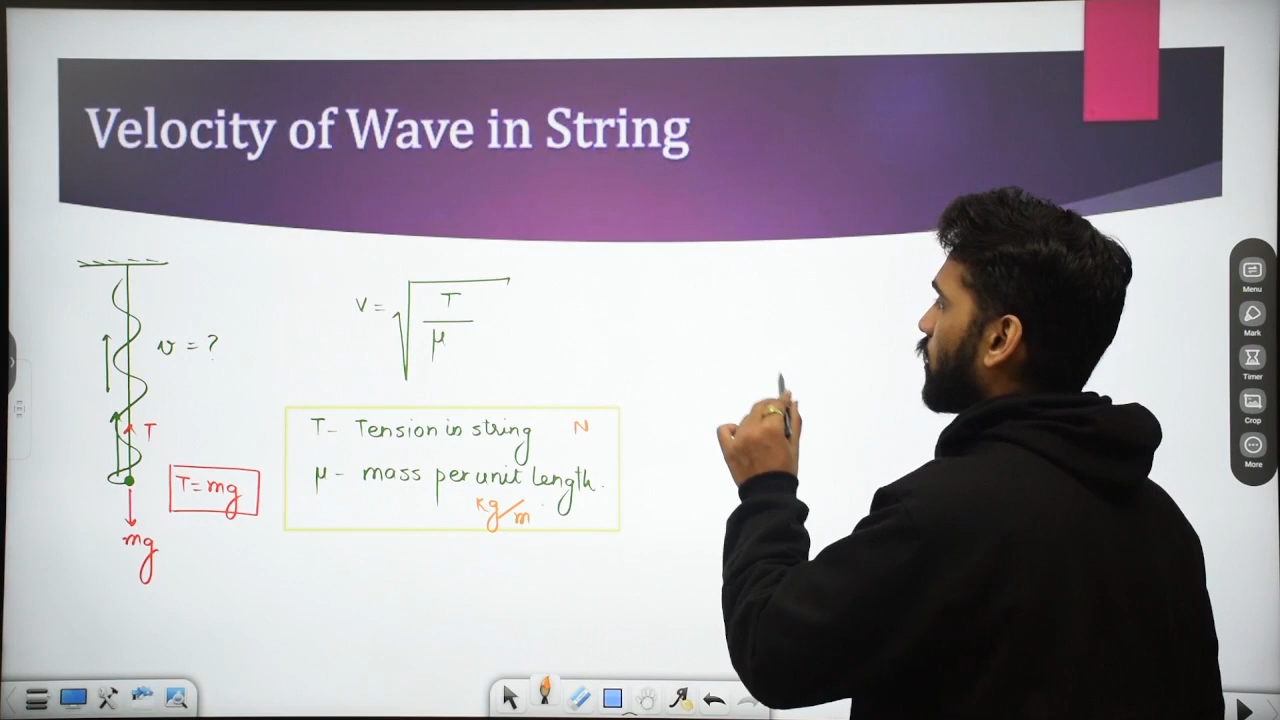 Velocity of Wave in String
v = ?
T
T = mg
mg
v = √T/μ
T - Tension in string N
μ - mass per unit length.
kg/m
Menu
Mark
Timer
Crop
More